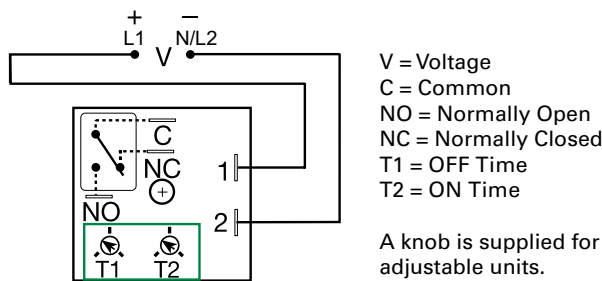 + −
L1 V N/L2
C
NC
1
NO
2
T1 T2
V = Voltage
C = Common
NO = Normally Open
NC = Normally Closed
T1 = OFF Time
T2 = ON Time
A knob is supplied for
adjustable units.